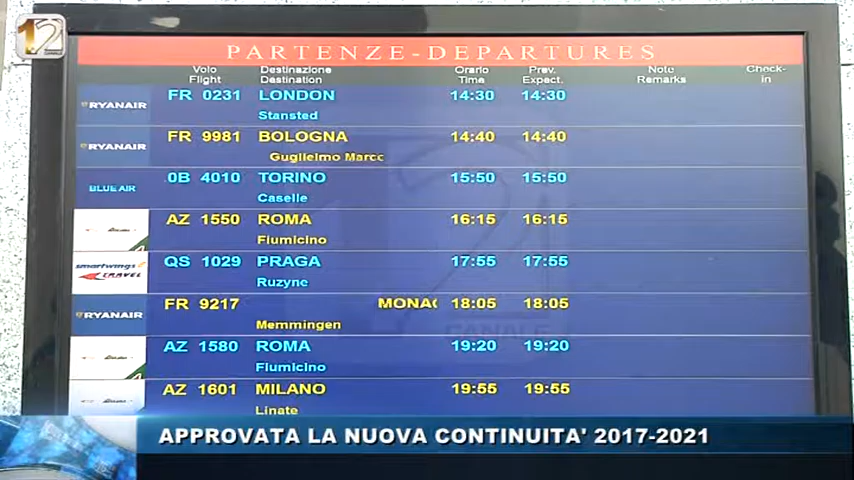 12
CANALE
PARTENZE-DEPARTURES
Volo Destinazione Orario Prev. Note Check-
Flight Destination Time Expect. Remarks in
RYANAIR FR 0231 LONDON 14:30 14:30
Stansted
RYANAIR FR 9981 BOLOGNA 14:40 14:40
Guglielmo Marcc
BLUE AIR 0B 4010 TORINO 15:50 15:50
Caselle
AZ 1550 ROMA 16:15 16:15
Fiumicino
smartwings QS 1029 PRAGA 17:55 17:55
TRAVEL Ruzyne
RYANAIR FR 9217 MONAC 18:05 18:05
Memmingen
12
CANALE
AZ 1580 ROMA 19:20 19:20
Fiumicino
AZ 1601 MILANO 19:55 19:55
Linate
APPROVATA LA NUOVA CONTINUITA' 2017-2021